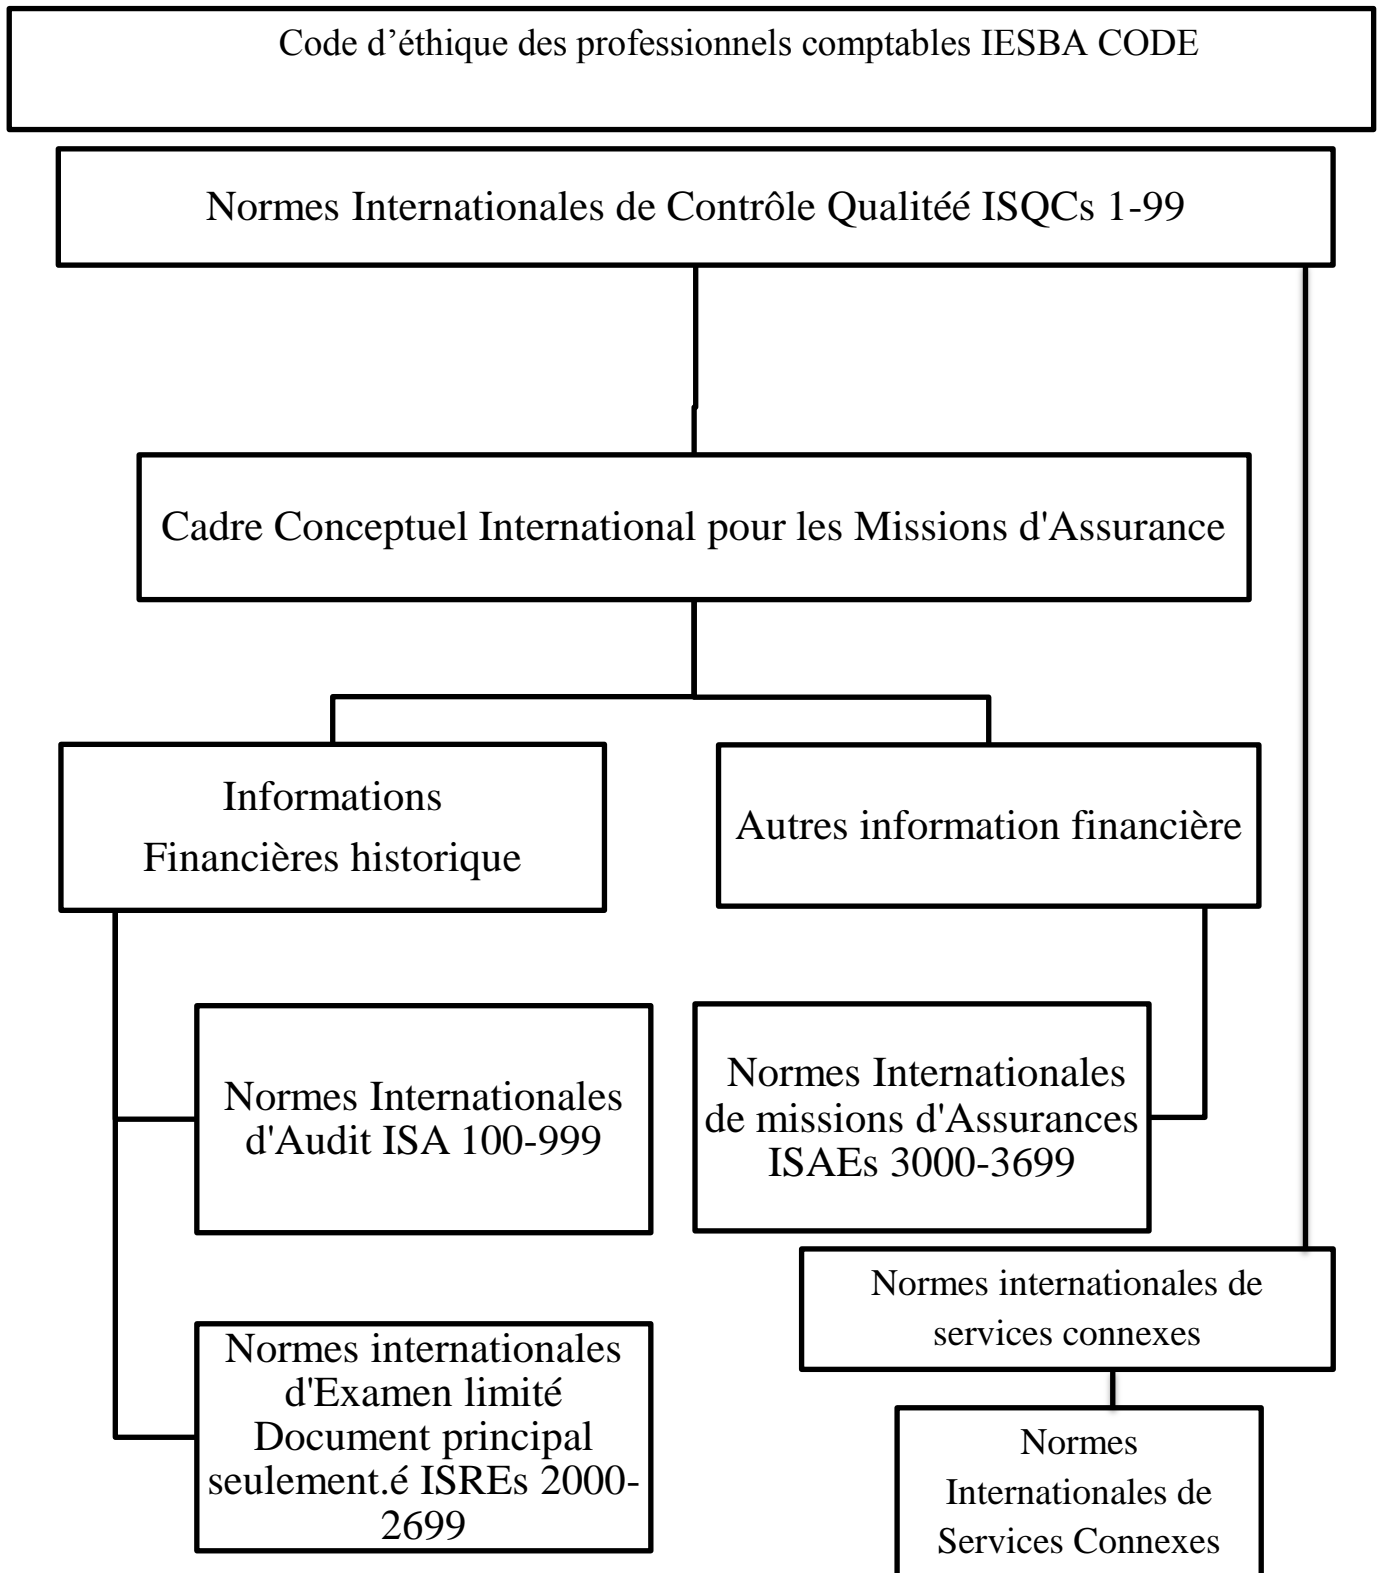 Code d’éthique des professionnels comptables IESBA CODE
Normes Internationales de Contrôle Qualitéé ISQCs 1-99
Cadre Conceptuel International pour les Missions d'Assurance
Informations
Financières historique
Autres information financière
Normes Internationales
d'Audit ISA 100-999
Normes Internationales
de missions d'Assurances
ISAEs 3000-3699
Normes internationales
d'Examen limité
Document principal
seulement.é ISREs 2000-
2699
Normes internationales de
services connexes
Normes
Internationales de
Services Connexes